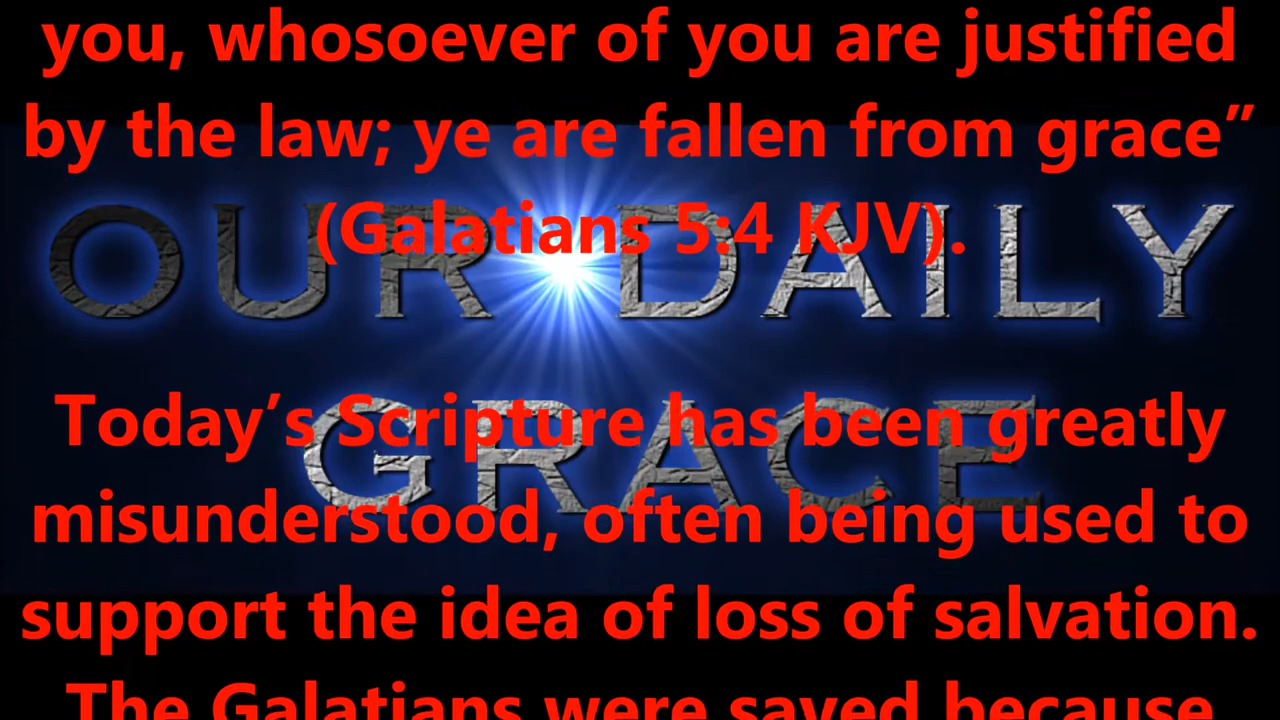 you, whosoever of you are justified
by the law; ye are fallen from grace”
(Galatians 5:4 KJV).
OUR DAILY
Today’s Scripture has been greatly
GRACE
misunderstood, often being used to
support the idea of loss of salvation.
The Galatians were saved because